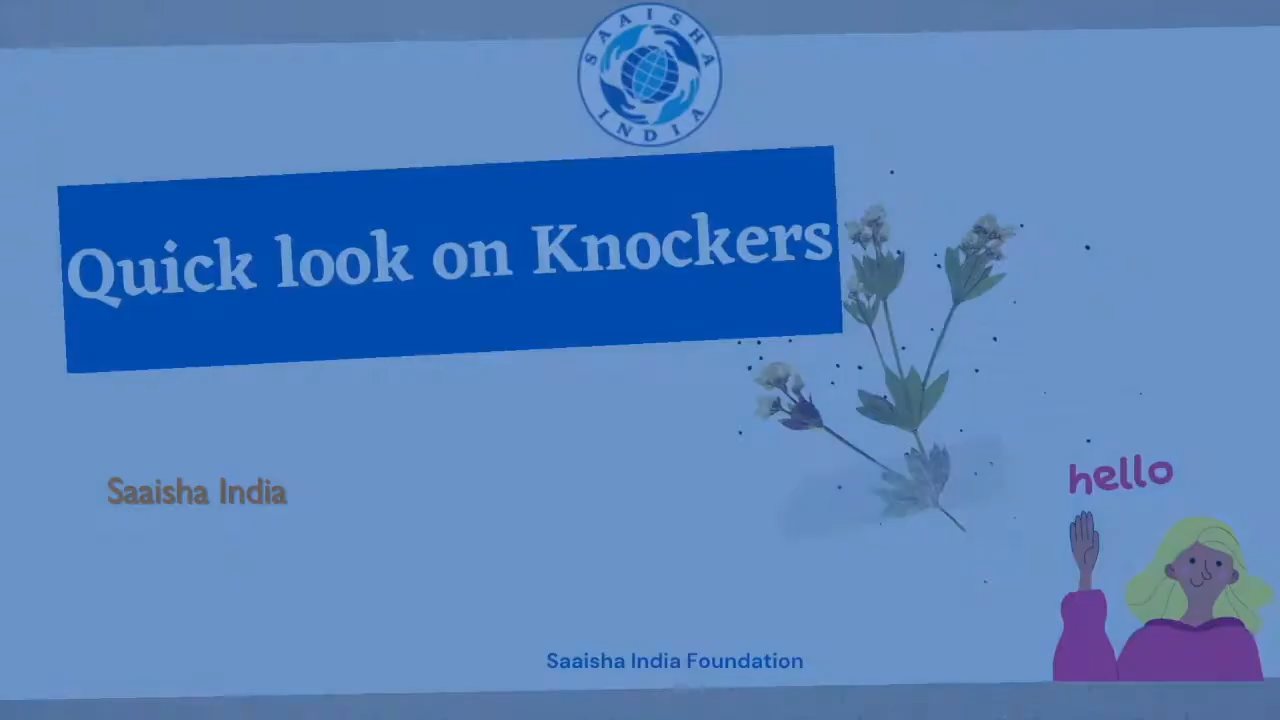 SAAISHA
INDIA
Quick look on Knockers
Saaisha India
hello
Saaisha India Foundation